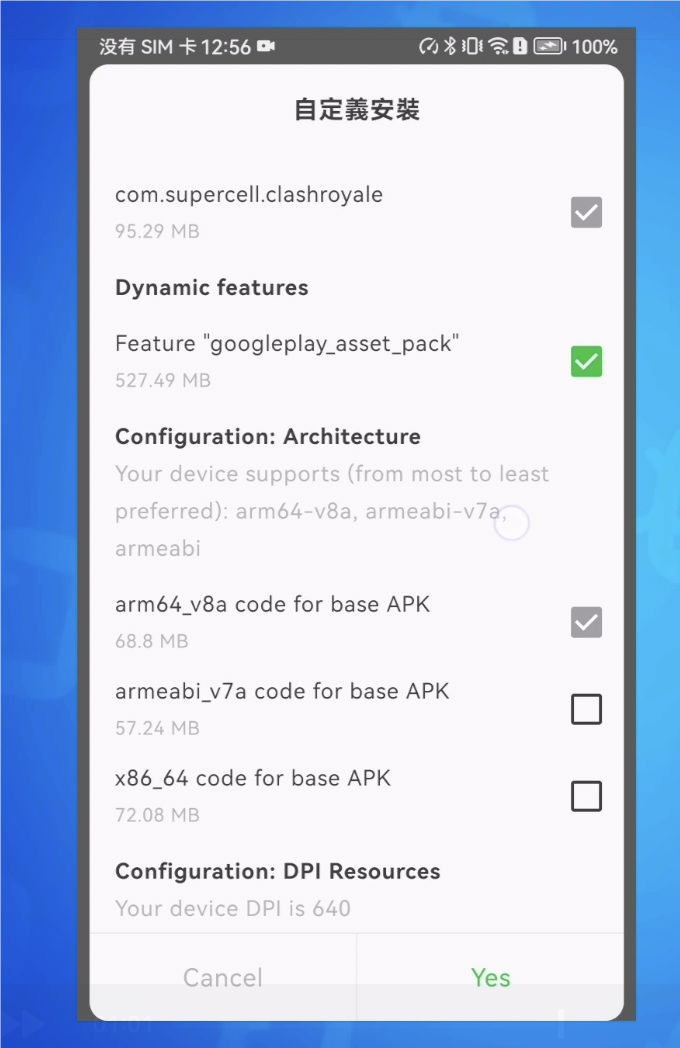 没有 SIM 卡 12:56 100%
自定義安裝
com.supercell.clashroyale
95.29 MB
Dynamic features
Feature "googleplay_asset_pack"
527.49 MB
Configuration: Architecture
Your device supports (from most to least
preferred): arm64-v8a, armeabi-v7a,
armeabi
arm64_v8a code for base APK
68.8 MB
armeabi_v7a code for base APK
57.24 MB
x86_64 code for base APK
72.08 MB
Configuration: DPI Resources
Your device DPI is 640
Cancel Yes
01:01